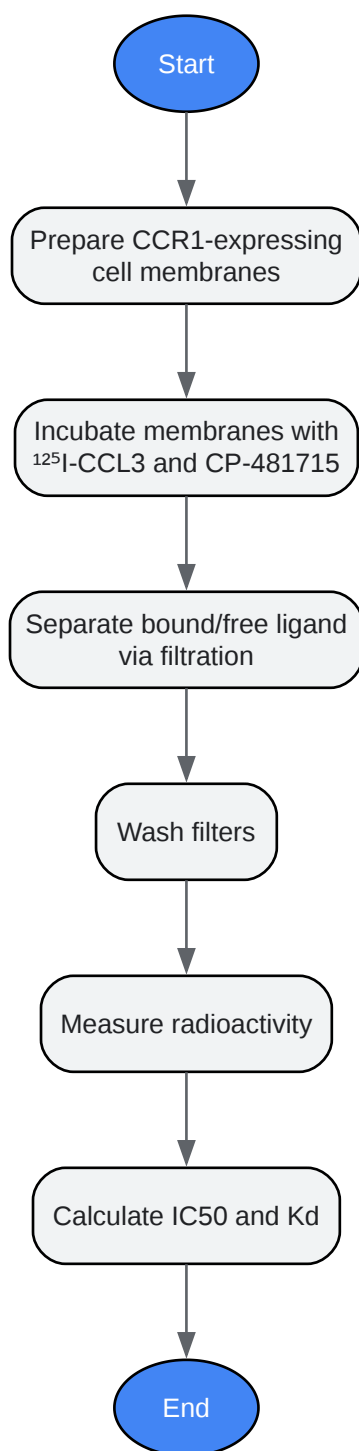 Start
Prepare CCR1-expressing
cell membranes
Incubate membranes with
¹²⁵I-CCL3 and CP-481715
Separate bound/free ligand
via filtration
Wash filters
Measure radioactivity
Calculate IC50 and Kd
End